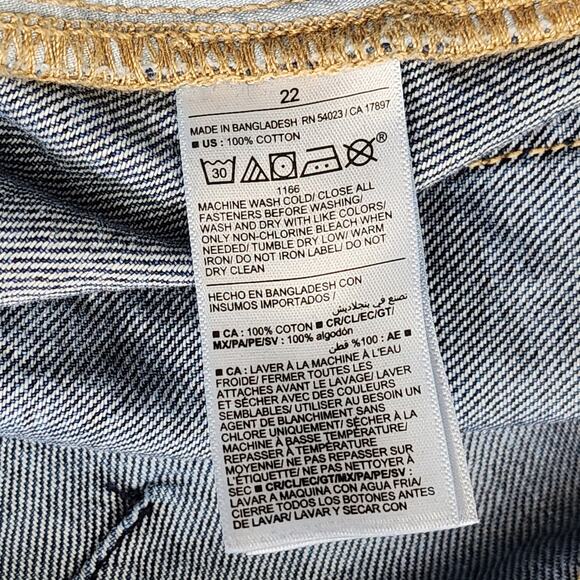 22
MADE IN BANGLADESH RN 54023 / CA 17897
■ US : 100% COTTON
30 ®
1166
MACHINE WASH COLD/ CLOSE ALL
FASTENERS BEFORE WASHING/
WASH AND DRY WITH LIKE COLORS/
ONLY NON-CHLORINE BLEACH WHEN
NEEDED/ TUMBLE DRY LOW/ WARM
IRON/ DO NOT IRON LABEL/ DO NOT
DRY CLEAN
HECHO EN BANGLADESH CON
INSUMOS IMPORTADOS /
صنع في بنجلاديش
■ CA : 100% COTTON ■ CR/CL/EC/GT/
MX/PA/PE/SV : 100% algodón
■ AE : %100 قطن
■ CA : LAVER À LA MACHINE À L'EAU
FROIDE/ FERMER TOUTES LES
ATTACHES AVANT LE LAVAGE/ LAVER
ET SÉCHER AVEC DES COULEURS
SEMBLABLES/ UTILISER AU BESOIN UN
AGENT DE BLANCHIMENT SANS
CHLORE UNIQUEMENT/ SÉCHER À LA
MACHINE À BASSE TEMPÉRATURE/
REPASSER À TEMPÉRATURE
MOYENNE/ NE PAS REPASSER SUR
L'ÉTIQUETTE/ NE PAS NETTOYER À
SEC ■ CR/CL/EC/GT/MX/PA/PE/SV :
LAVAR A MAQUINA CON AGUA FRIA/
CIERRE TODOS LOS BOTONES ANTES
DE LAVAR/ LAVAR Y SECAR CON